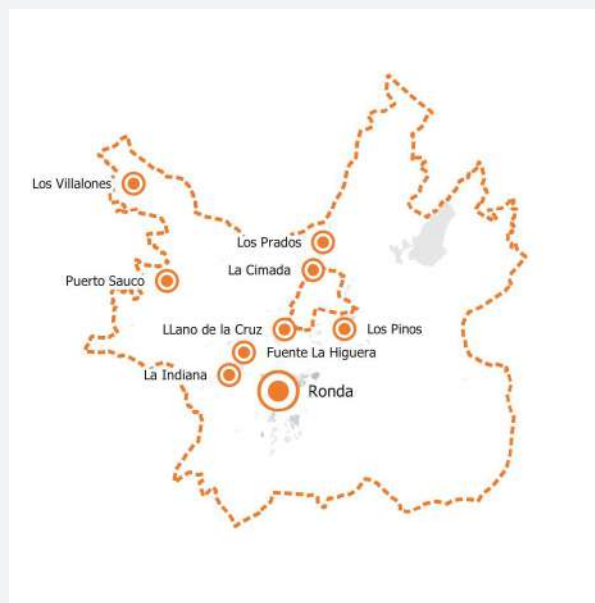 Los Villalones
Los Prados
La Cimada
Puerto Sauco
LLano de la Cruz
Los Pinos
Fuente La Higuera
La Indiana
Ronda